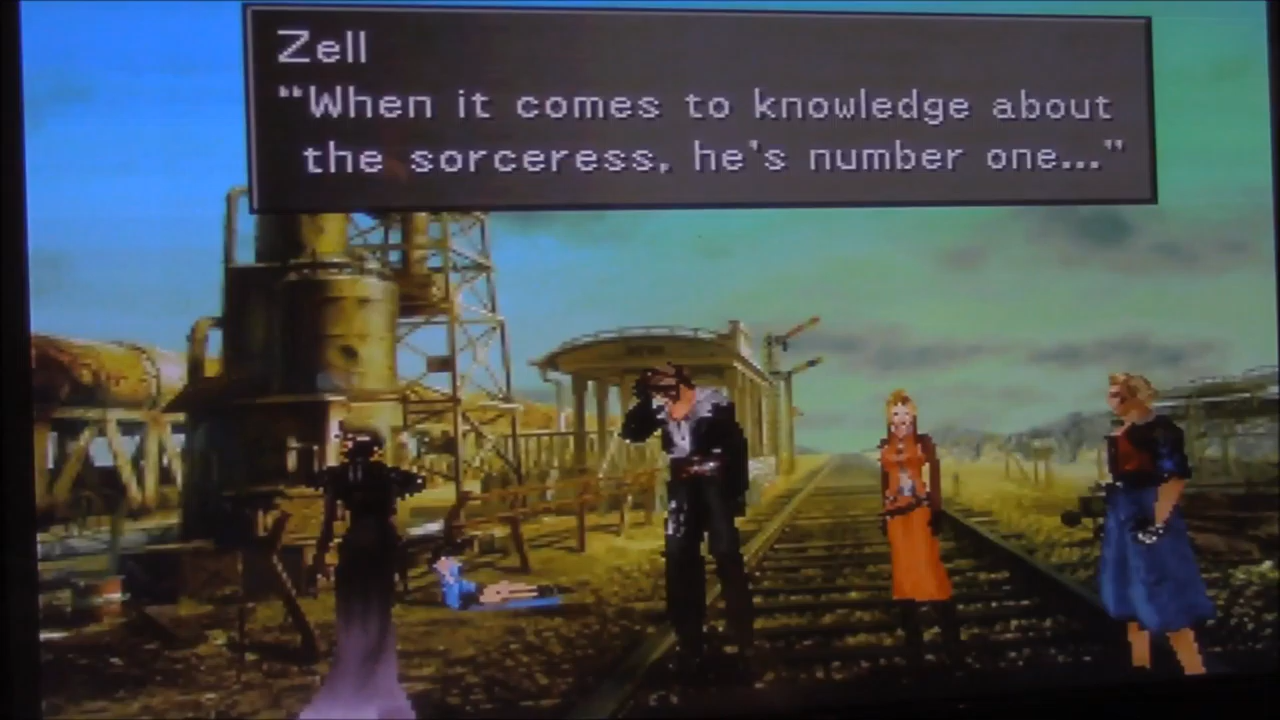 Zell
“When it comes to knowledge about
the sorceress, he's number one...”